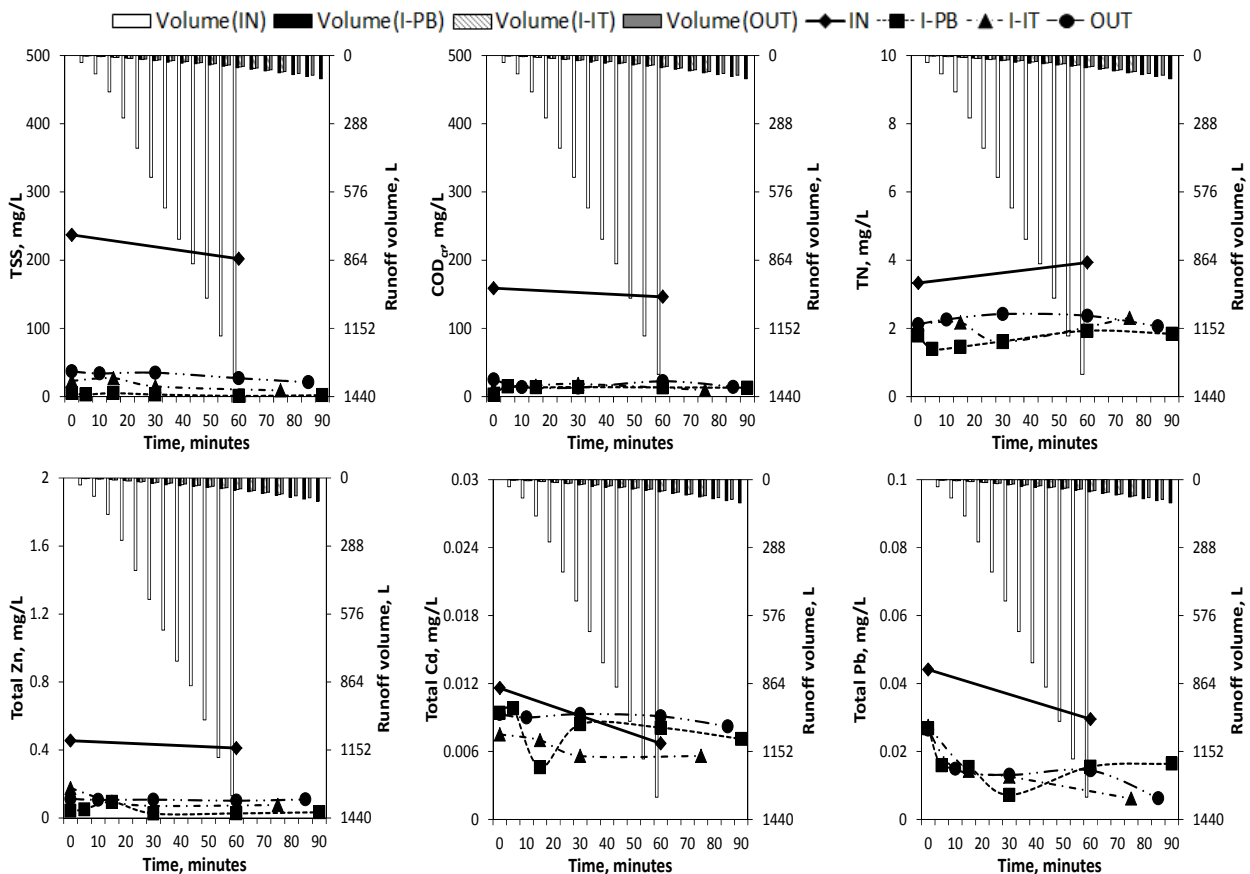 Volume(IN) Volume(I-PB) Volume(I-IT) Volume(OUT) IN I-PB I-IT OUT
500 400 300 200 100 0
TSS, mg/L
0 288 576 864 1152 1440
Runoff volume, L
0 10 20 30 40 50 60 70 80 90
Time, minutes
500 400 300 200 100 0
CODcr, mg/L
0 288 576 864 1152 1440
Runoff volume, L
0 10 20 30 40 50 60 70 80 90
Time, minutes
10 8 6 4 2 0
TN, mg/L
0 288 576 864 1152 1440
Runoff volume, L
0 10 20 30 40 50 60 70 80 90
Time, minutes
2 1.6 1.2 0.8 0.4 0
Total Zn, mg/L
0 288 576 864 1152 1440
Runoff volume, L
0 10 20 30 40 50 60 70 80 90
Time, minutes
0.03 0.024 0.018 0.012 0.006 0
Total Cd, mg/L
0 288 576 864 1152 1440
Runoff volume, L
0 10 20 30 40 50 60 70 80 90
Time, minutes
0.1 0.08 0.06 0.04 0.02 0
Total Pb, mg/L
0 288 576 864 1152 1440
Runoff volume, L
0 10 20 30 40 50 60 70 80 90
Time, minutes